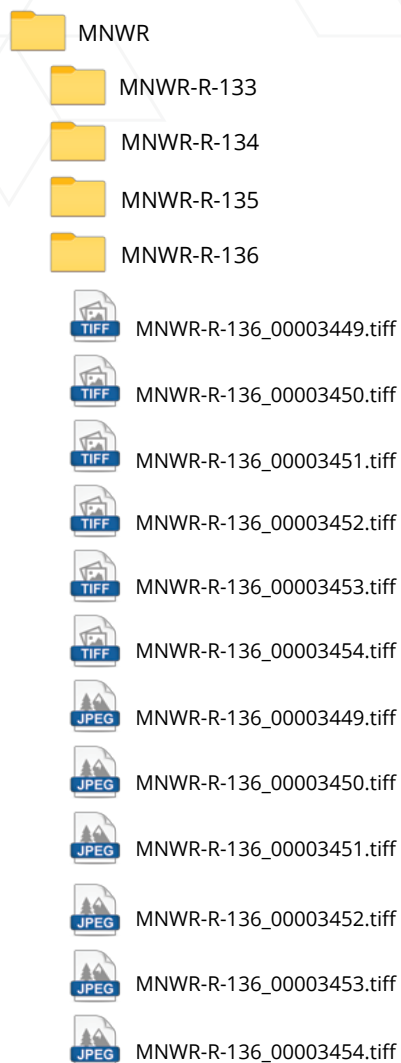 MNWR
MNWR-R-133
MNWR-R-134
MNWR-R-135
MNWR-R-136
TIFF MNWR-R-136_00003449.tiff
TIFF MNWR-R-136_00003450.tiff
TIFF MNWR-R-136_00003451.tiff
TIFF MNWR-R-136_00003452.tiff
TIFF MNWR-R-136_00003453.tiff
TIFF MNWR-R-136_00003454.tiff
JPEG MNWR-R-136_00003449.tiff
JPEG MNWR-R-136_00003450.tiff
JPEG MNWR-R-136_00003451.tiff
JPEG MNWR-R-136_00003452.tiff
JPEG MNWR-R-136_00003453.tiff
JPEG MNWR-R-136_00003454.tiff